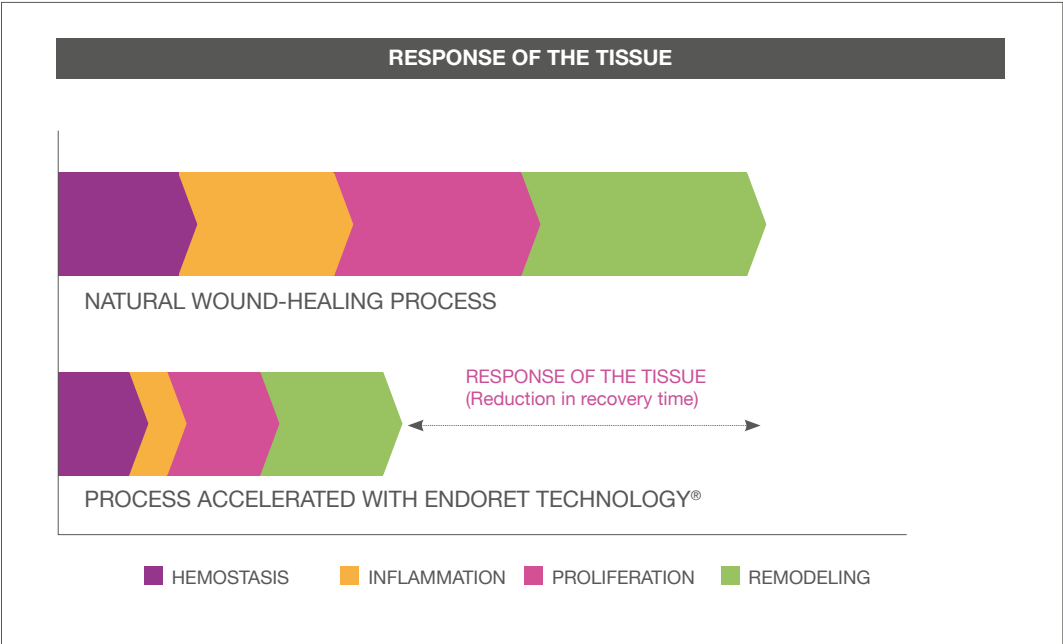 RESPONSE OF THE TISSUE
NATURAL WOUND-HEALING PROCESS
RESPONSE OF THE TISSUE
(Reduction in recovery time)
PROCESS ACCELERATED WITH ENDORET TECHNOLOGY®
HEMOSTASIS INFLAMMATION PROLIFERATION REMODELING